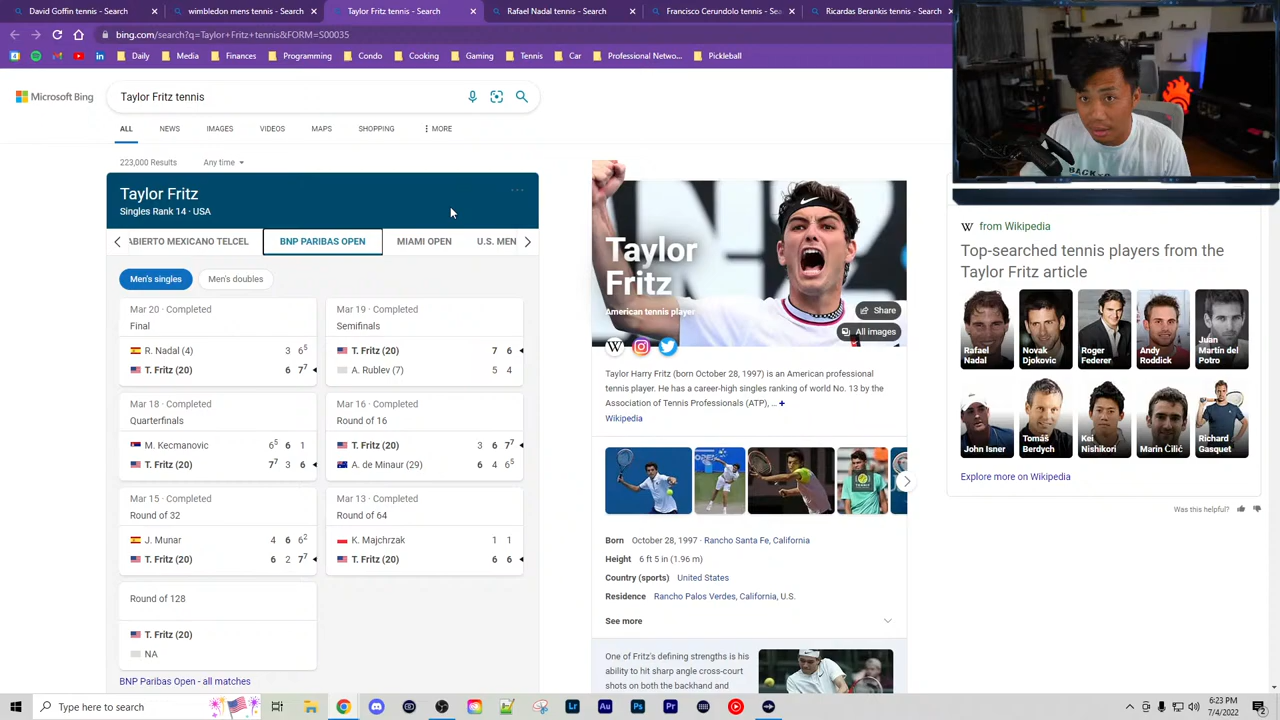 David Goffin tennis - Search
ramkumar ramanathan tennis - Se
Taylor Fritz tennis - Search
Rafael Nadal tennis - Search
Francisco Comendul tennis - Se
Ricardas Berankis tennis - Search
bing.com/search?q=Taylor+Fritz+tennis&FORM=S00035
Daily
Media
Finances
Programming
Condo
Cooking
Gaming
Tennis
Car
Professional Netwo...
Pickleball
Microsoft Bing
Taylor Fritz tennis
ALL
NEWS
IMAGES
VIDEOS
MAPS
SHOPPING
MORE
223,000 Results
Any time
Taylor Fritz
Singles Rank 14 · USA
ABIERTO MEXICANO TELCEL
BNP PARIBAS OPEN
MIAMI OPEN
U.S. MEN
Men's singles
Men's doubles
Mar 20 · Completed
Final
R. Nadal (4) 3 6⁵
T. Fritz (20) 6 7⁷
Mar 19 · Completed
Semifinals
T. Fritz (20) 7 6
A. Rublev (7) 5 4
Mar 18 · Completed
Quarterfinals
M. Kecmanovic 6⁵ 6 1
T. Fritz (20) 7⁷ 3 6
Mar 16 · Completed
Round of 16
T. Fritz (20) 3 6 7⁷
A. de Minaur (29) 6 4 6⁵
Mar 15 · Completed
Round of 32
J. Munar 4 6 6²
T. Fritz (20) 6 2 7⁷
Mar 13 · Completed
Round of 64
K. Majchrzak 1 1
T. Fritz (20) 6 6
Round of 128
T. Fritz (20)
NA
BNP Paribas Open - all matches
Taylor
Fritz
American tennis player
Share
All images
Taylor Harry Fritz (born October 28, 1997) is an American professional
tennis player. He has a career-high singles ranking of world No. 13 by the
Association of Tennis Professionals (ATP), ... +
Wikipedia
Born October 28, 1997 · Rancho Santa Fe, California
Height 6 ft 5 in (1.96 m)
Country (sports) United States
Residence Rancho Palos Verdes, California, U.S.
See more
One of Fritz's defining strengths is his
ability to hit sharp angle cross-court
shots on both the backhand and
W from Wikipedia
Top-searched tennis players from the
Taylor Fritz article
Rafael
Nadal
Novak
Djokovic
Roger
Federer
Andy
Roddick
Juan
Martín del
Potro
John Isner
Tomáš
Berdych
Kei
Nishikori
Marin Čilić
Richard
Gasquet
Explore more on Wikipedia
Was this helpful?
Type here to search
6:23 PM
7/4/2022